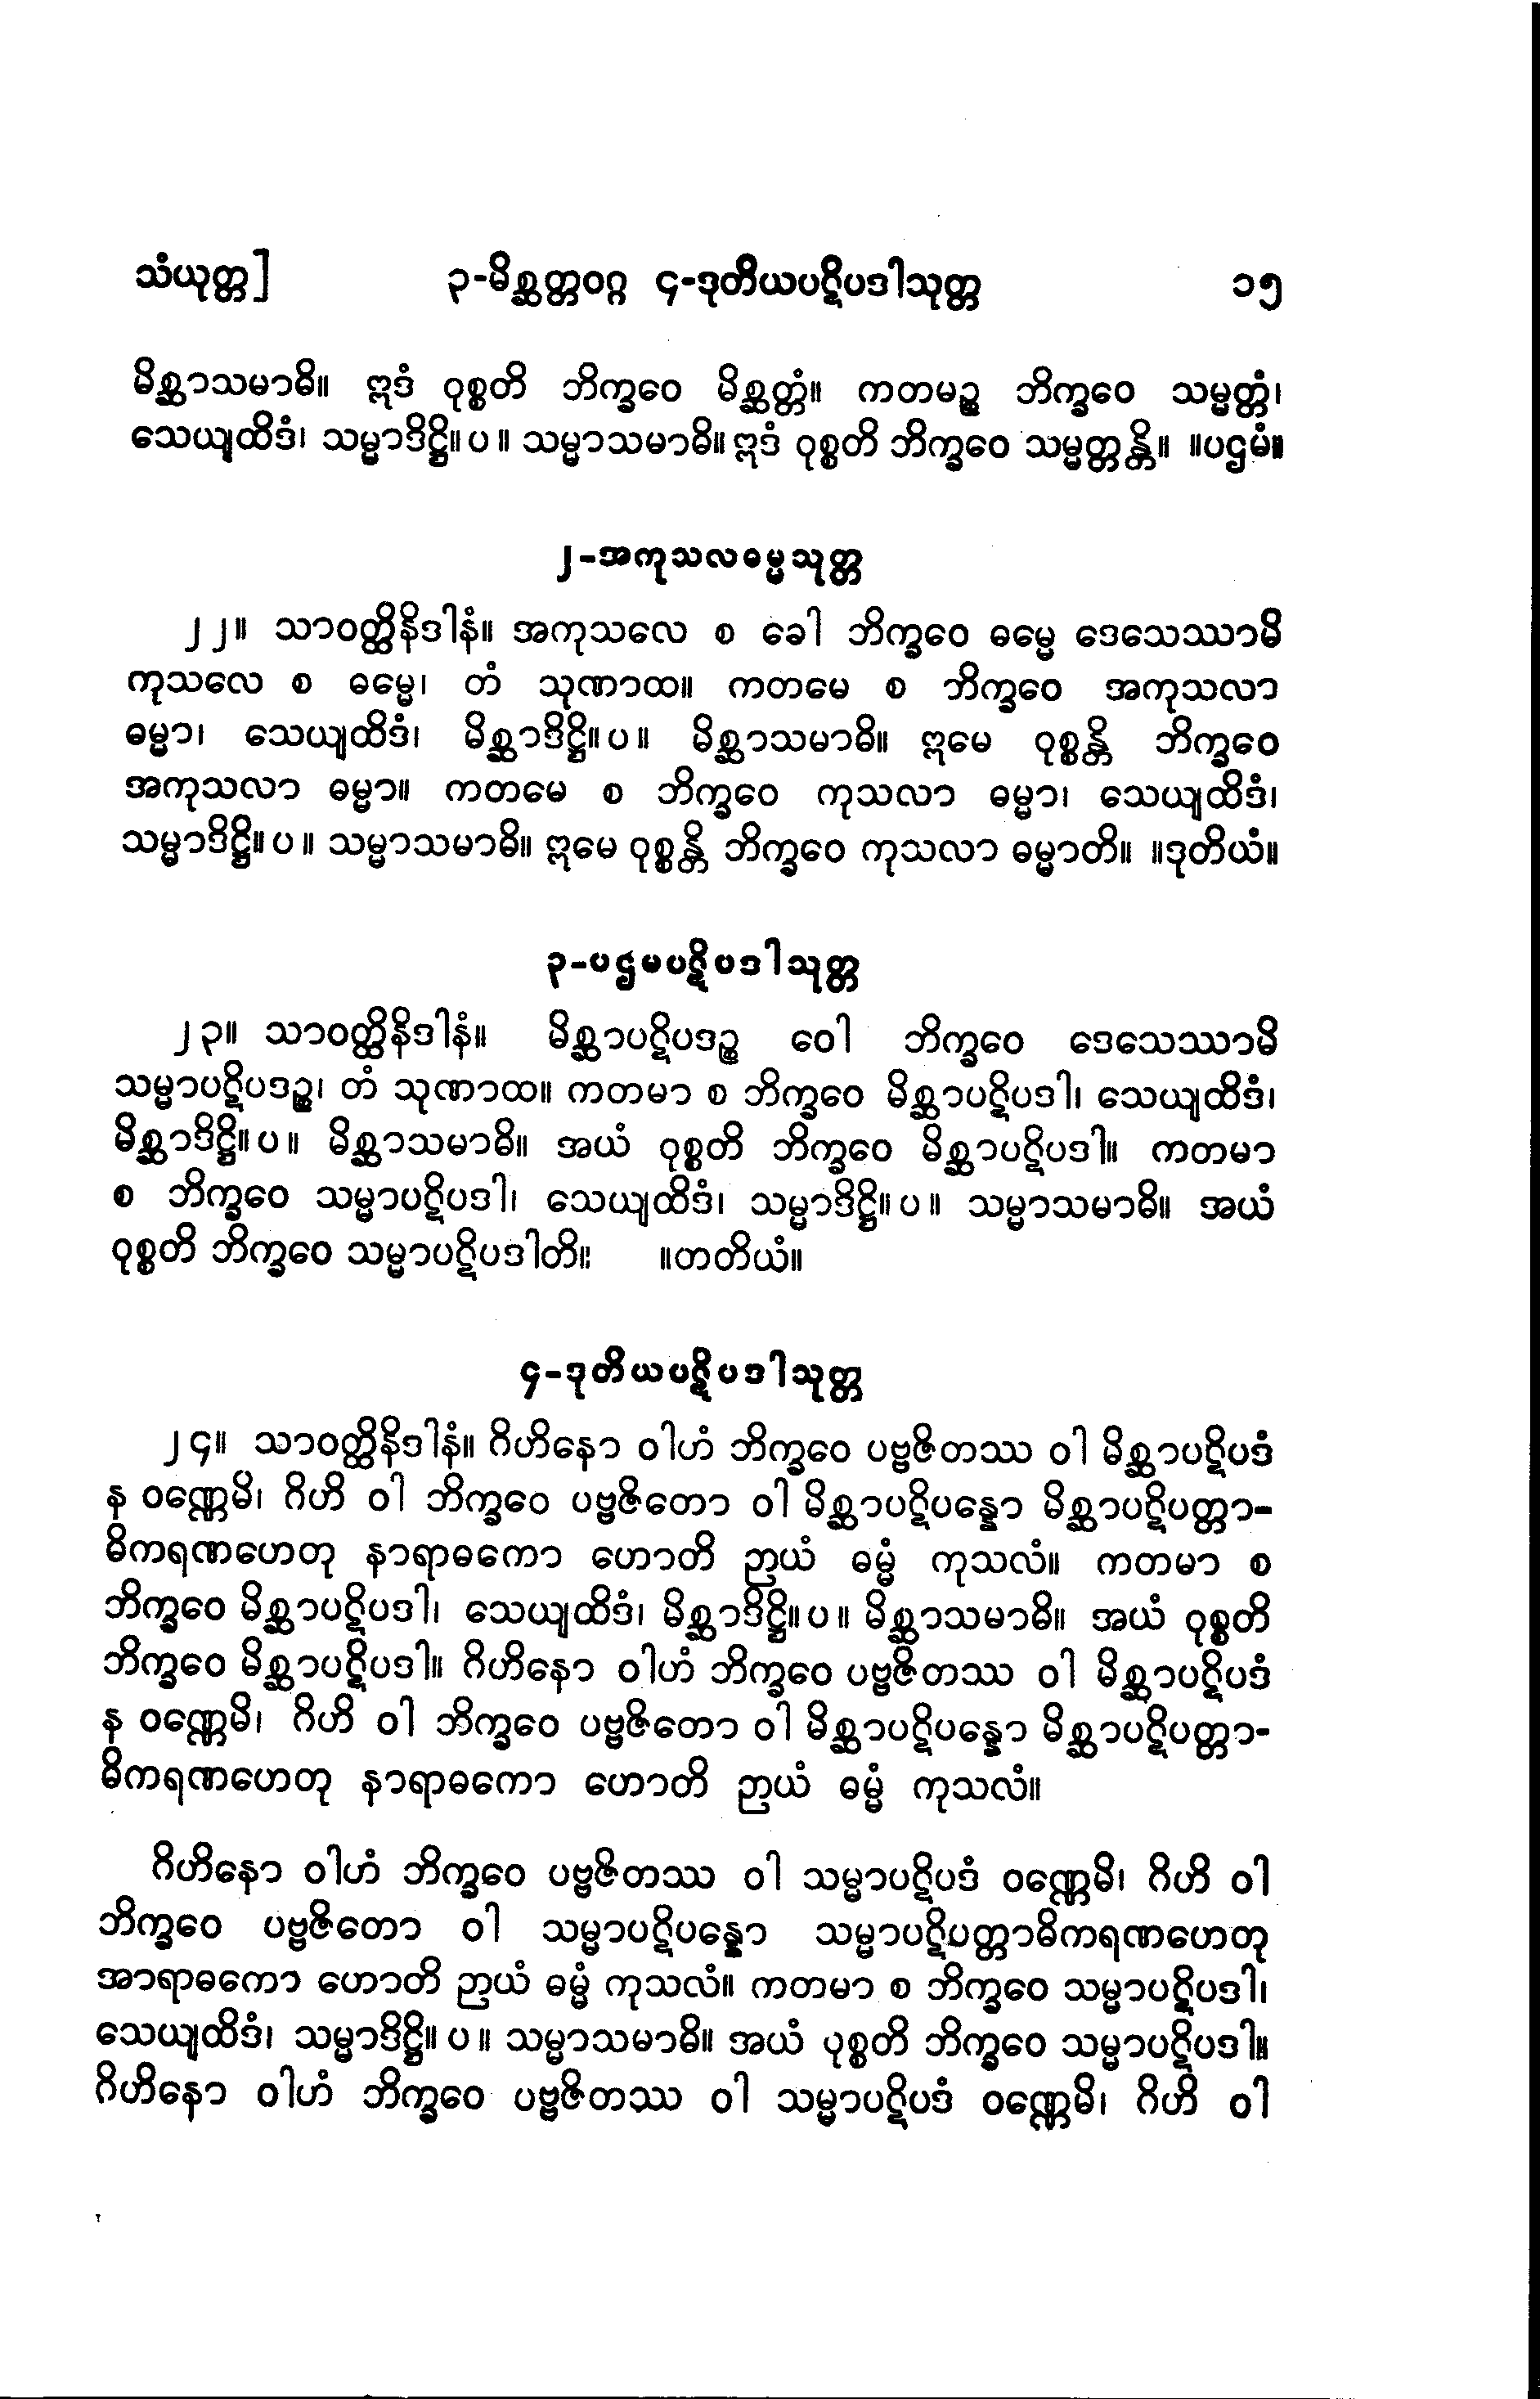 သံယုတ္တ] ၃-မိစ္ဆတ္တဝဂ္ဂ ၄-ဒုတိယပဋိပဒါသုတ္တ ၁၅
မိစ္ဆာသမာဓိ။ ဣဒံ ဝုစ္စတိ ဘိက္ခဝေ မိစ္ဆတ္တံ။ ကတမဉ္စ ဘိက္ခဝေ သမ္မတ္တံ၊
သေယျထိဒံ၊ သမ္မာဒိဋ္ဌိ။ပ။ သမ္မာသမာဓိ။ ဣဒံ ဝုစ္စတိ ဘိက္ခဝေ သမ္မတ္တန္တိ။ ။ပဌမံ။
၂-အကုသလဓမ္မသုတ္တ
၂၂။ သာဝတ္ထိနိဒါနံ။ အကုသလေ စ ခေါ ဘိက္ခဝေ ဓမ္မေ ဒေသေဿာမိ
ကုသလေ စ ဓမ္မေ၊ တံ သုဏာထ။ ကတမေ စ ဘိက္ခဝေ အကုသလာ
ဓမ္မာ၊ သေယျထိဒံ၊ မိစ္ဆာဒိဋ္ဌိ။ပ။ မိစ္ဆာသမာဓိ။ ဣမေ ဝုစ္စန္တိ ဘိက္ခဝေ
အကုသလာ ဓမ္မာ။ ကတမေ စ ဘိက္ခဝေ ကုသလာ ဓမ္မာ၊ သေယျထိဒံ၊
သမ္မာဒိဋ္ဌိ။ပ။ သမ္မာသမာဓိ။ ဣမေ ဝုစ္စန္တိ ဘိက္ခဝေ ကုသလာ ဓမ္မာတိ။ ။ဒုတိယံ။
၃-ပဌမပဋိပဒါသုတ္တ
၂၃။ သာဝတ္ထိနိဒါနံ။ မိစ္ဆာပဋိပဒဉ္စ ဝေါ ဘိက္ခဝေ ဒေသေဿာမိ
သမ္မာပဋိပဒဉ္စ၊ တံ သုဏာထ။ ကတမာ စ ဘိက္ခဝေ မိစ္ဆာပဋိပဒါ၊ သေယျထိဒံ၊
မိစ္ဆာဒိဋ္ဌိ။ပ။ မိစ္ဆာသမာဓိ။ အယံ ဝုစ္စတိ ဘိက္ခဝေ မိစ္ဆာပဋိပဒါ။ ကတမာ
စ ဘိက္ခဝေ သမ္မာပဋိပဒါ၊ သေယျထိဒံ၊ သမ္မာဒိဋ္ဌိ။ပ။ သမ္မာသမာဓိ။ အယံ
ဝုစ္စတိ ဘိက္ခဝေ သမ္မာပဋိပဒါတိ။ ။တတိယံ။
၄-ဒုတိယပဋိပဒါသုတ္တ
၂၄။ သာဝတ္ထိနိဒါနံ။ ဂိဟိနော ဝါဟံ ဘိက္ခဝေ ပဗ္ဗဇိတဿ ဝါ မိစ္ဆာပဋိပဒံ
န ဝဏ္ဏေမိ၊ ဂိဟိ ဝါ ဘိက္ခဝေ ပဗ္ဗဇိတော ဝါ မိစ္ဆာပဋိပန္နော မိစ္ဆာပဋိပတ္တာ-
ဓိကရဏဟေတု နာရာဓကော ဟောတိ ဉာယံ ဓမ္မံ ကုသလံ။ ကတမာ စ
ဘိက္ခဝေ မိစ္ဆာပဋိပဒါ၊ သေယျထိဒံ၊ မိစ္ဆာဒိဋ္ဌိ။ပ။ မိစ္ဆာသမာဓိ။ အယံ ဝုစ္စတိ
ဘိက္ခဝေ မိစ္ဆာပဋိပဒါ။ ဂိဟိနော ဝါဟံ ဘိက္ခဝေ ပဗ္ဗဇိတဿ ဝါ မိစ္ဆာပဋိပဒံ
န ဝဏ္ဏေမိ၊ ဂိဟိ ဝါ ဘိက္ခဝေ ပဗ္ဗဇိတော ဝါ မိစ္ဆာပဋိပန္နော မိစ္ဆာပဋိပတ္တာ-
ဓိကရဏဟေတု နာရာဓကော ဟောတိ ဉာယံ ဓမ္မံ ကုသလံ။
ဂိဟိနော ဝါဟံ ဘိက္ခဝေ ပဗ္ဗဇိတဿ ဝါ သမ္မာပဋိပဒံ ဝဏ္ဏေမိ၊ ဂိဟိ ဝါ
ဘိက္ခဝေ ပဗ္ဗဇိတော ဝါ သမ္မာပဋိပန္နော သမ္မာပဋိပတ္တာဓိကရဏဟေတု
အာရာဓကော ဟောတိ ဉာယံ ဓမ္မံ ကုသလံ။ ကတမာ စ ဘိက္ခဝေ သမ္မာပဋိပဒါ၊
သေယျထိဒံ၊ သမ္မာဒိဋ္ဌိ။ပ။ သမ္မာသမာဓိ။ အယံ ပုစ္စတိ ဘိက္ခဝေ သမ္မာပဋိပဒါ။
ဂိဟိနော ဝါဟံ ဘိက္ခဝေ ပဗ္ဗဇိတဿ ဝါ သမ္မာပဋိပဒံ ဝဏ္ဏေမိ၊ ဂိဟိ ဝါ